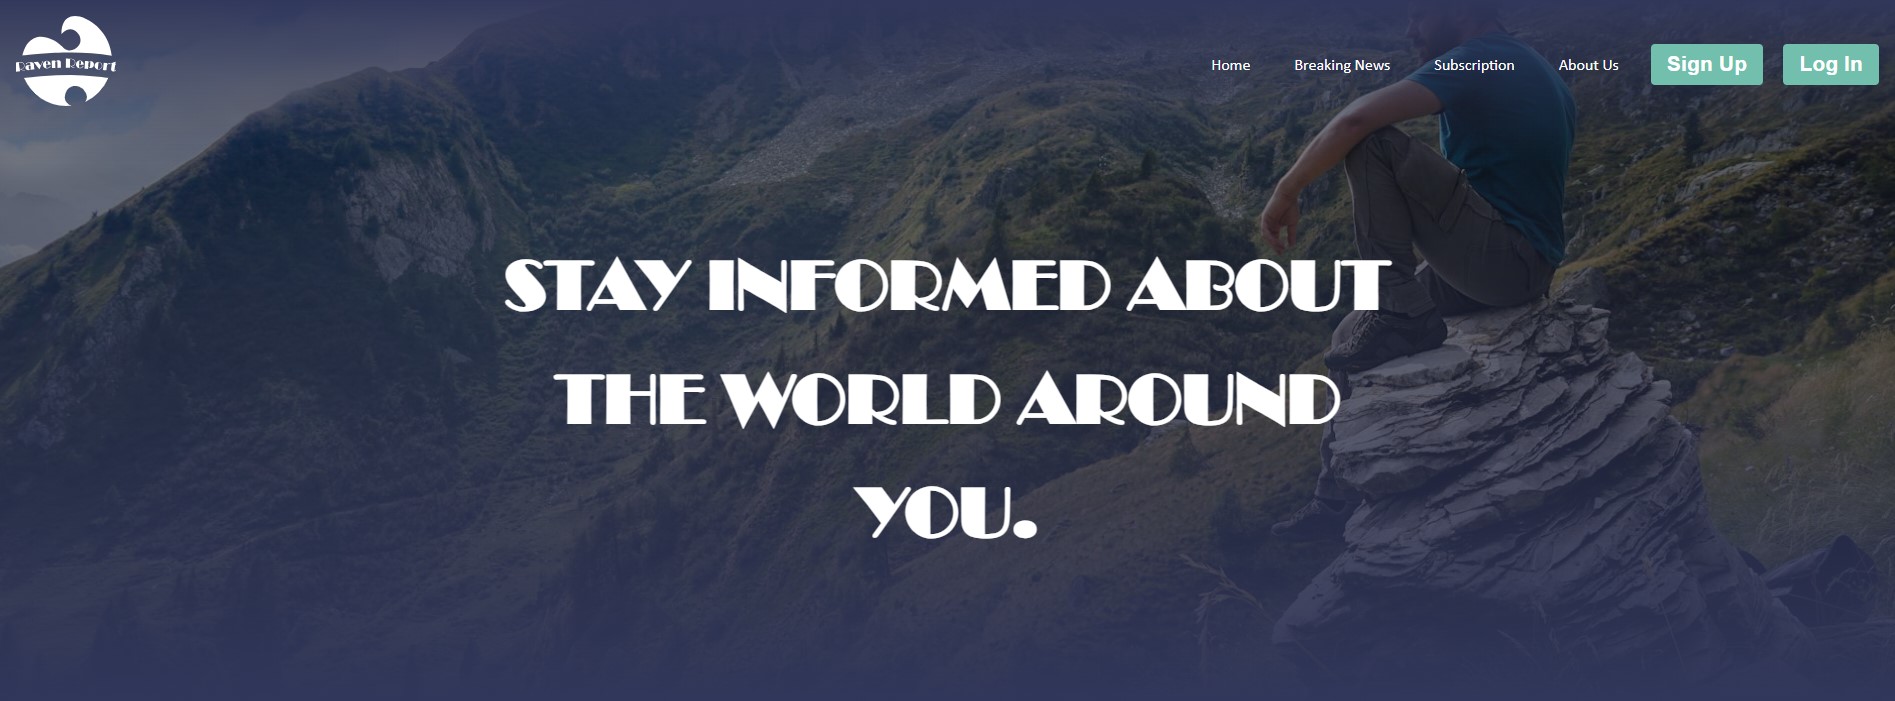 Raven Report
Home Breaking News Subscription About Us Sign Up Log In
STAY INFORMED ABOUT
THE WORLD AROUND
YOU.